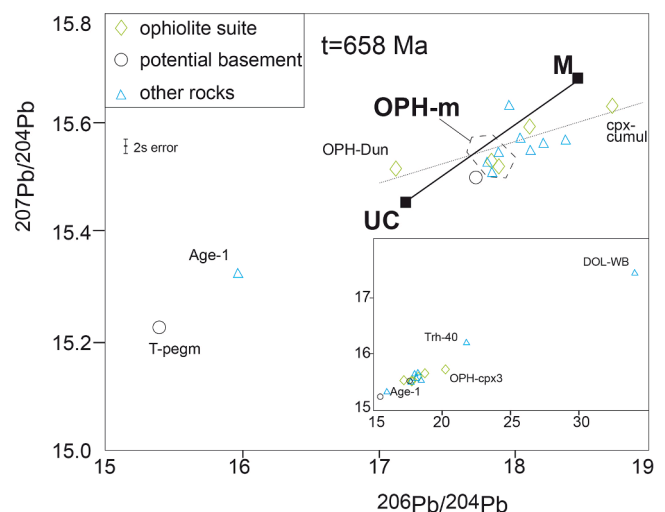 15.8
ophiolite suite
potential basement
other rocks
t=658 Ma
M
OPH-m
15.6
2s error
OPH-Dun
cpx-
cumul
UC
207Pb/204Pb
15.4
Age-1
DOL-WB
17
Trh-40
15.2
T-pegm
16
OPH-cpx3
Age-1
15
15 20 25 30
15.0
15 16 17 18 19
206Pb/204Pb